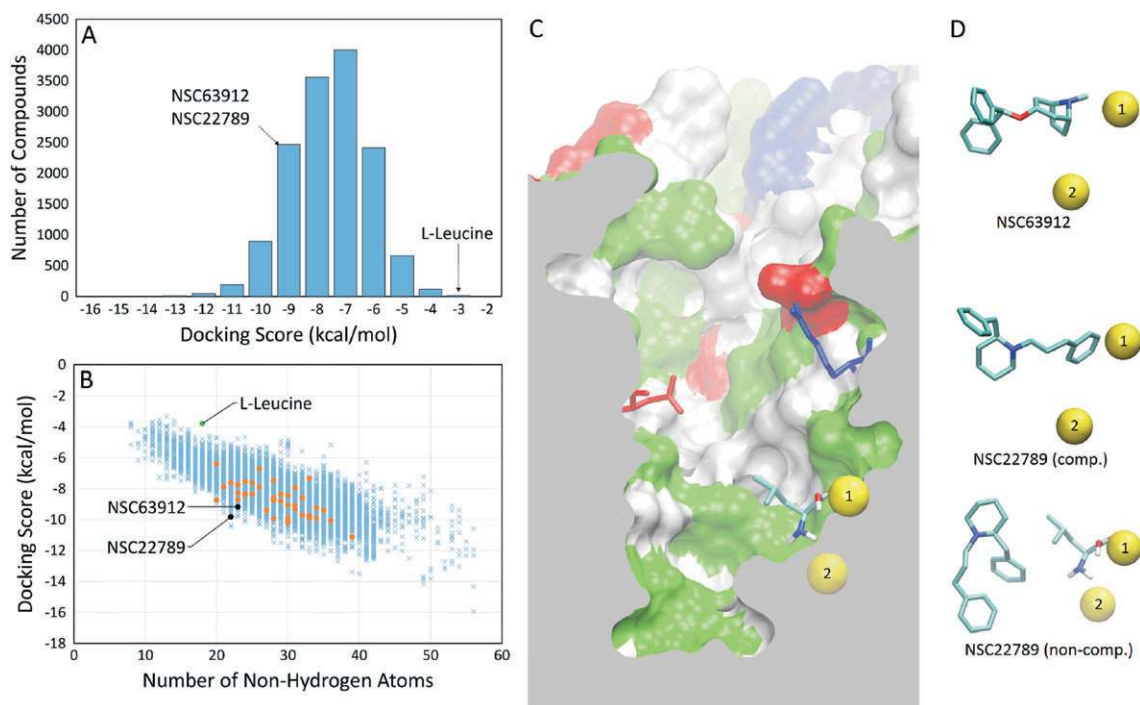 A
4500
4000
3500
3000
2500
2000
1500
1000
500
0
Number of Compounds
NSC63912
NSC22789
L-Leucine
-16 -15 -14 -13 -12 -11 -10 -9 -8 -7 -6 -5 -4 -3 -2
Docking Score (kcal/mol)
B
0
-2
-4
-6
-8
-10
-12
-14
-16
-18
Docking Score (kcal/mol)
L-Leucine
NSC63912
NSC22789
0 10 20 30 40 50 60
Number of Non-Hydrogen Atoms
C
1
2
D
1
2
NSC63912
1
2
NSC22789 (comp.)
1
2
NSC22789 (non-comp.)